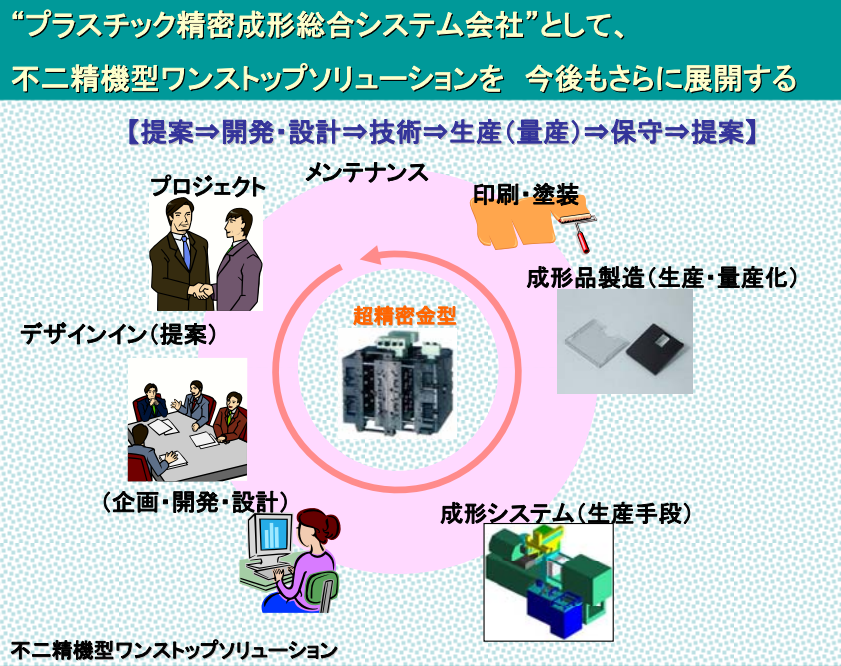 “プラスチック精密成形総合システム会社”として、
不二精機型ワンストップソリューションを　今後もさらに展開する
【提案⇒開発・設計⇒技術⇒生産（量産）⇒保守⇒提案】
メンテナンス
プロジェクト
印刷・塗装
成形品製造（生産・量産化）
超精密金型
デザインイン（提案）
（企画・開発・設計）
成形システム（生産手段）
不二精機型ワンストップソリューション